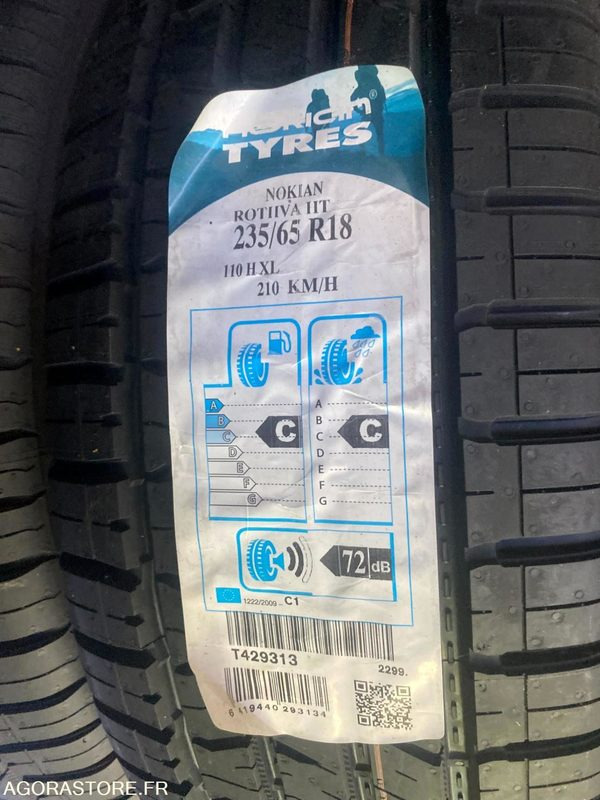 NOKIAN
TYRES
NOKIAN
ROTIIVA HT
235/65 R18
110 H XL
210 KM/H
A
B
C
D
E
F
G
C
A
B
C
D
E
F
G
C
72 dB
1222/2009 - C1
T429313
2299.
6 419440 293134
AGORASTORE.FR